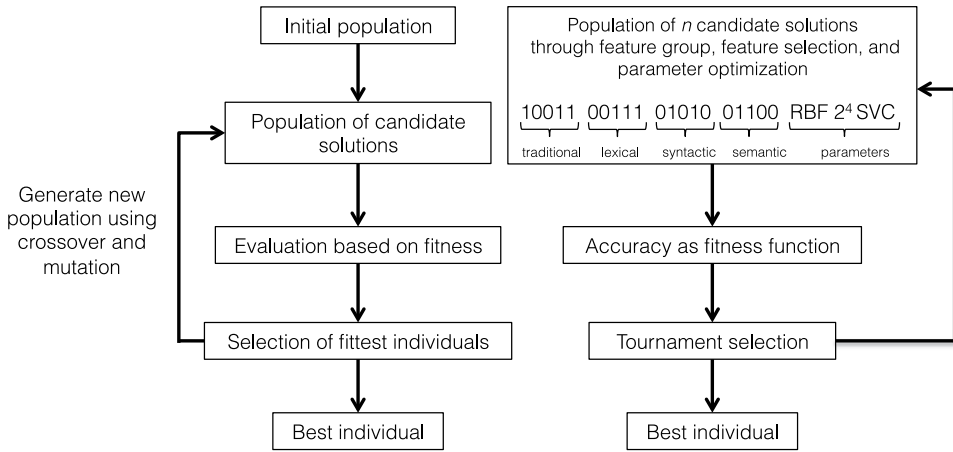 Initial population
Population of candidate
solutions
Generate new
population using
crossover and
mutation
Evaluation based on fitness
Selection of fittest individuals
Best individual
Population of n candidate solutions
through feature group, feature selection, and
parameter optimization
10011 00111 01010 01100 RBF 2⁴ SVC
traditional lexical syntactic semantic parameters
Accuracy as fitness function
Tournament selection
Best individual